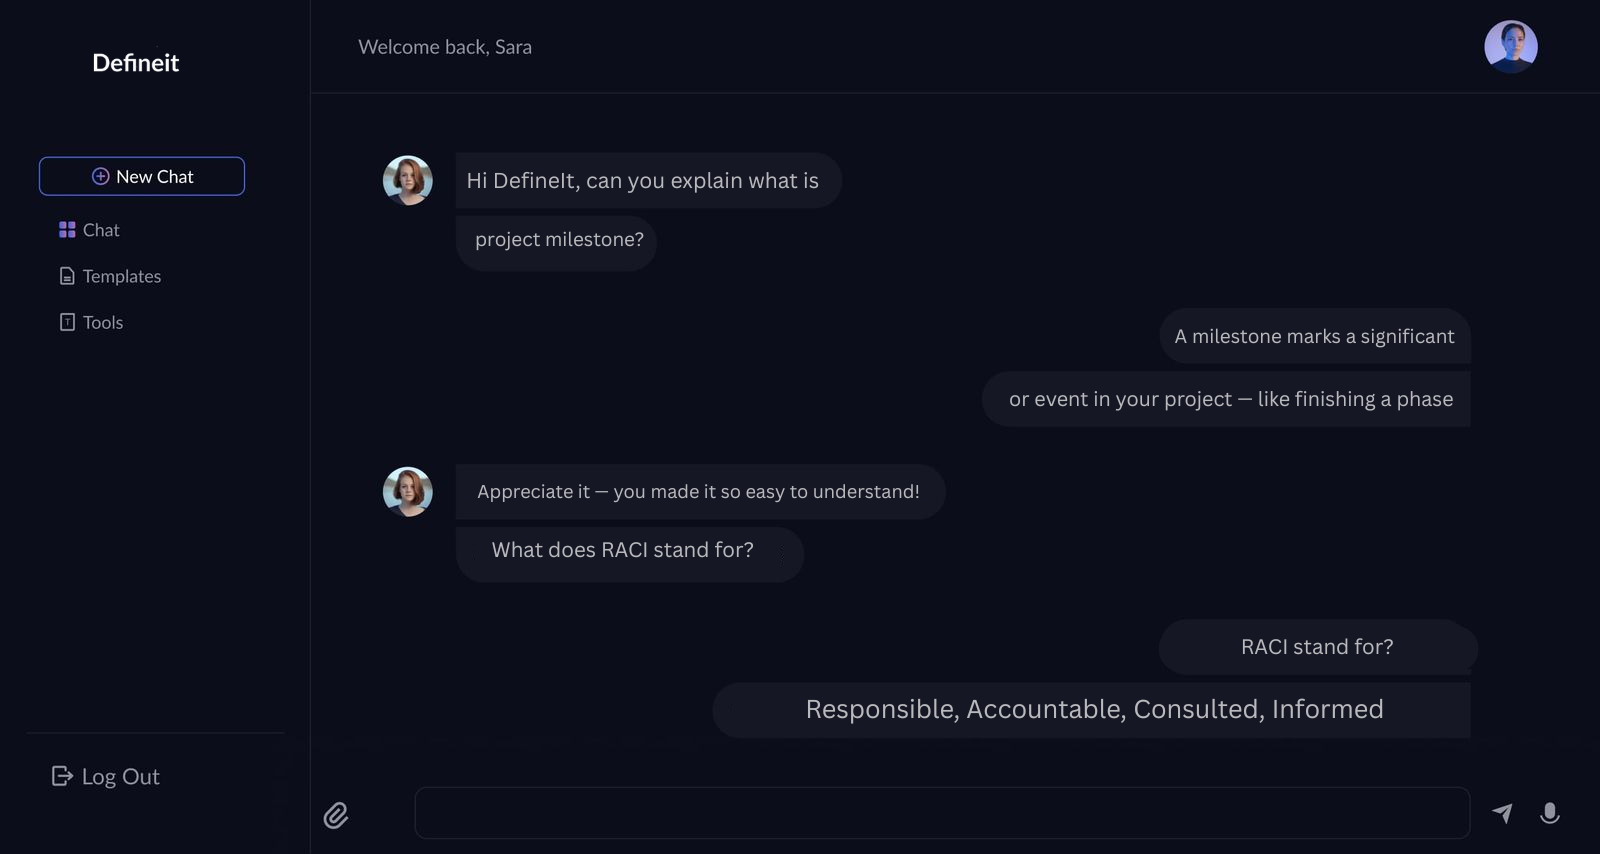 Defineit
Welcome back, Sara
New Chat
Chat
Templates
Tools
Log Out
Hi DefineIt, can you explain what is
project milestone?
A milestone marks a significant
or event in your project — like finishing a phase
Appreciate it — you made it so easy to understand!
What does RACI stand for?
RACI stand for?
Responsible, Accountable, Consulted, Informed